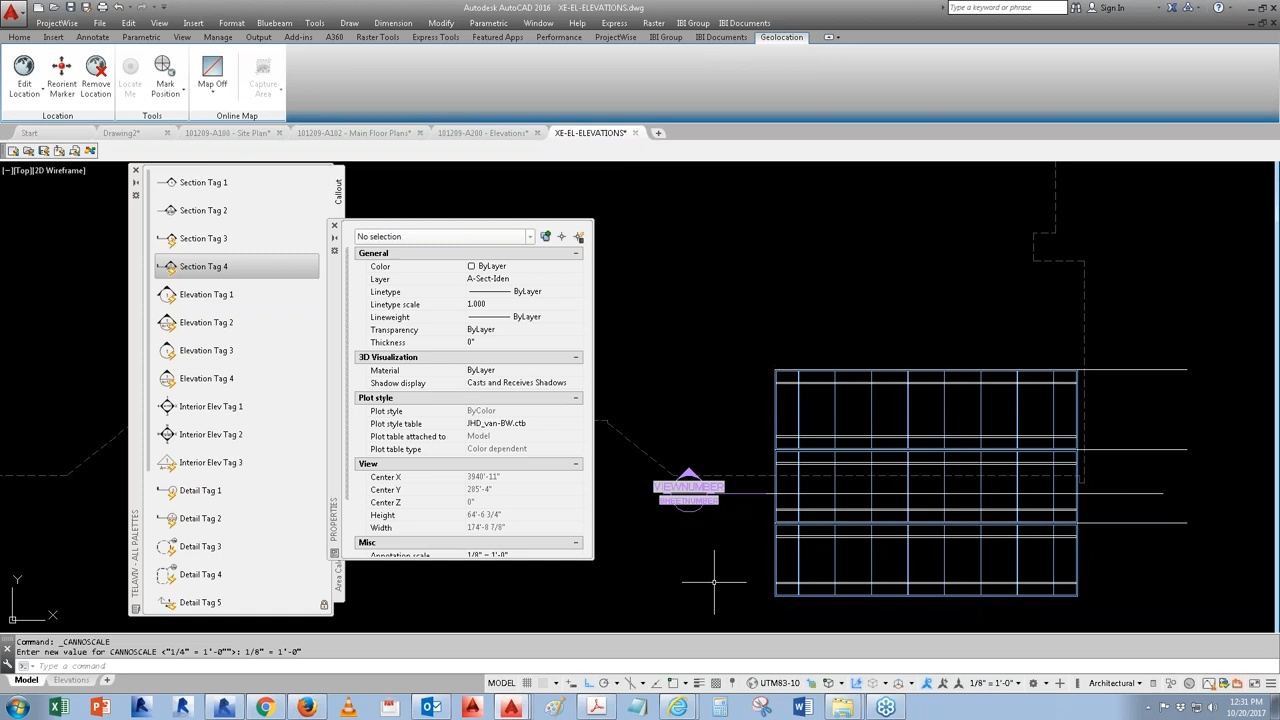 Autodesk AutoCAD 2016 XE-EL-ELEVATIONS.dwg
Type a keyword or phrase
Sign In
ProjectWise File Edit View Insert Format Bluebeam Tools Draw Dimension Modify Parametric Window Help Express Raster IBI Group IBI Documents
Home Insert Annotate Parametric View Manage Output Add-ins A360 Raster Tools Express Tools Featured Apps Performance ProjectWise IBI Group IBI Documents Geolocation
Edit Location
Reorient Marker
Remove Location
Locate Me
Mark Position
Map Off
Capture Area
Location Tools Online Map
Start Drawing2* 101209-A100 - Site Plan* 101209-A102 - Main Floor Plans* 101209-A200 - Elevations* XE-EL-ELEVATIONS*
[−][Top][2D Wireframe]
Section Tag 1
Section Tag 2
Section Tag 3
Section Tag 4
Elevation Tag 1
Elevation Tag 2
Elevation Tag 3
Elevation Tag 4
Interior Elev Tag 1
Interior Elev Tag 2
Interior Elev Tag 3
Detail Tag 1
Detail Tag 2
Detail Tag 3
Detail Tag 4
Detail Tag 5
Callout
TELAVIV - ALL PALETTES
PROPERTIES
No selection
General
Color ByLayer
Layer A-Sect-Iden
Linetype ByLayer
Linetype scale 1.000
Lineweight ByLayer
Transparency ByLayer
Thickness 0"
3D Visualization
Material ByLayer
Shadow display Casts and Receives Shadows
Plot style
Plot style ByColor
Plot style table JHD_van-BW.ctb
Plot table attached to Model
Plot table type Color dependent
View
Center X 3940'-11"
Center Y 285'-4"
Center Z 0"
Height 64'-6 3/4"
Width 174'-8 7/8"
Misc
Annotation scale 1/8" = 1'-0"
VIEWNUMBER
SHEETNUMBER
Y
X
Command: _CANNOSCALE
Enter new value for CANNOSCALE <"1/4" = 1'-0"">: 1/8" = 1'-0"
Type a command
Model Elevations
MODEL UTM83-10 1/8" = 1'-0" Architectural
12:31 PM
10/20/2017